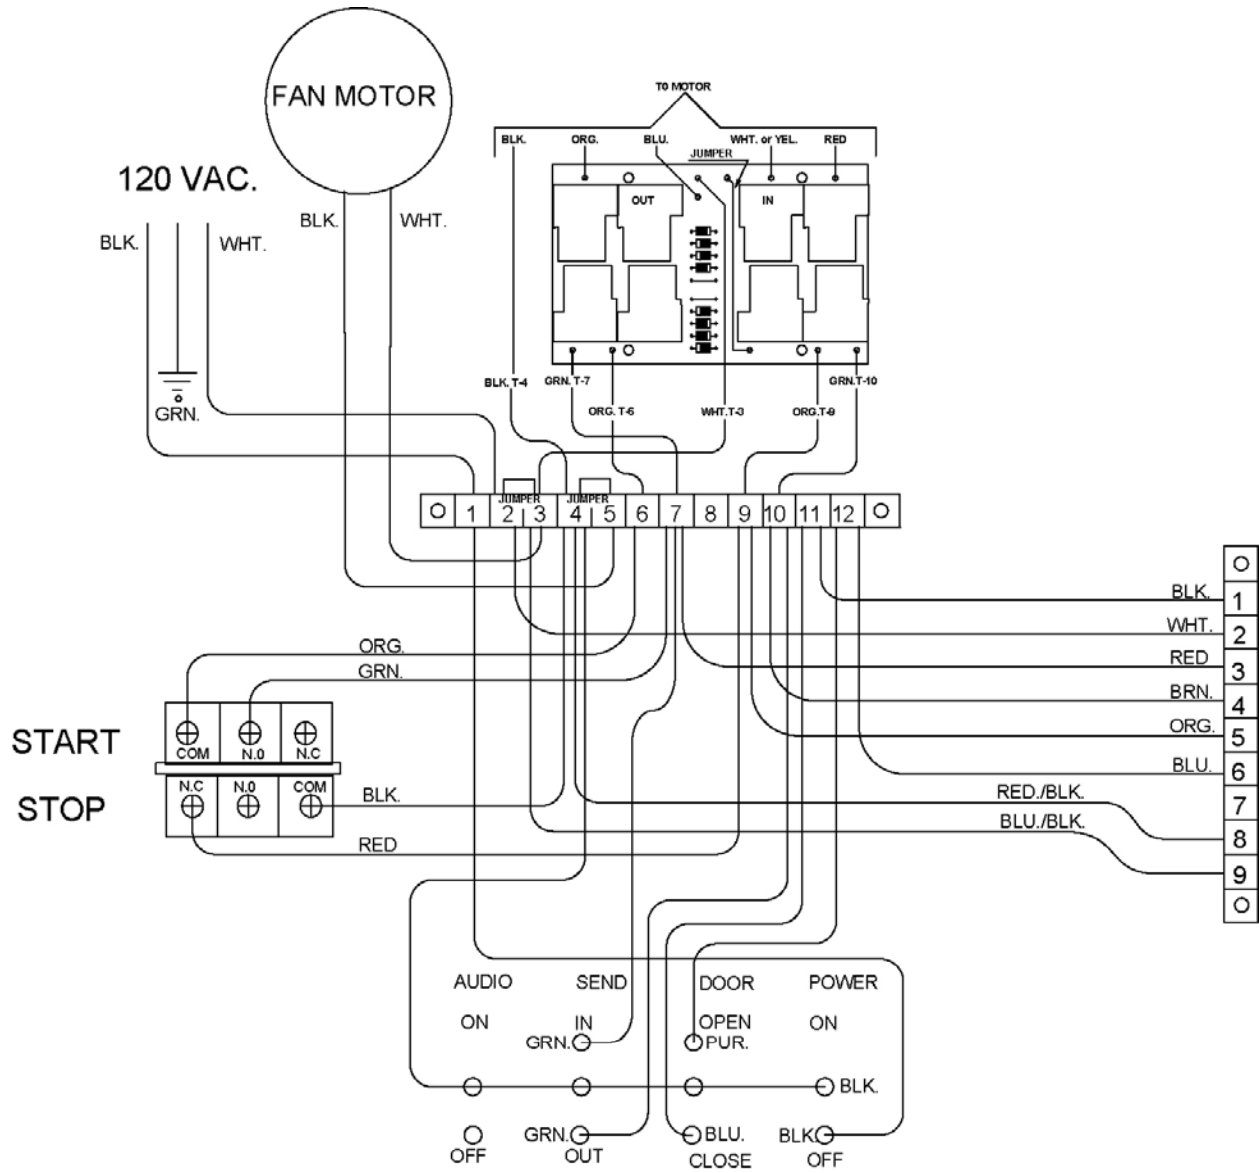 FAN MOTOR
120 VAC.
BLK.
WHT.
BLK.
WHT.
GRN.
TO MOTOR
BLK.
ORG.
BLU.
WHT. or YEL.
RED
JUMPER
OUT
IN
BLK. T-4
GRN. T-7
ORG. T-6
WHT.T-3
ORG.T-9
GRN.T-10
JUMPER
JUMPER
1 2 3 4 5 6 7 8 9 10 11 12
BLK.
1
WHT.
2
RED
3
BRN.
4
ORG.
5
BLU.
6
7
RED./BLK.
8
BLU./BLK.
9
ORG.
GRN.
START
COM
N.O
N.C
STOP
N.C
N.O
COM
BLK.
RED
AUDIO
SEND
DOOR
POWER
ON
IN
OPEN
ON
GRN.
PUR.
BLK.
GRN.
BLU.
BLK.
OFF
OUT
CLOSE
OFF